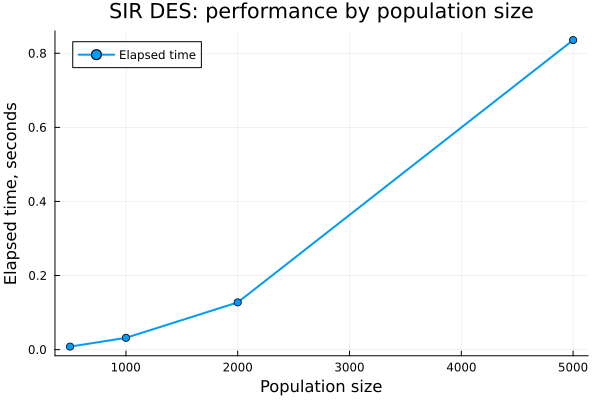 SIR DES: performance by population size
Elapsed time
Elapsed time, seconds
0.8
0.6
0.4
0.2
0.0
1000 2000 3000 4000 5000
Population size